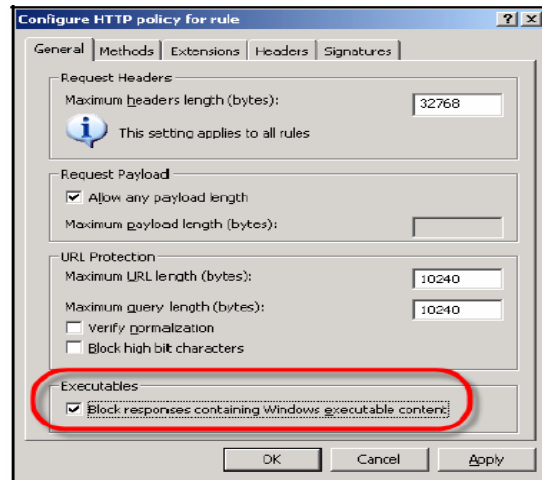 Configure HTTP policy for rule
General Methods Extensions Headers Signatures
Request Headers
Maximum headers length (bytes): 32768
This setting applies to all rules
Request Payload
Allow any payload length
Maximum payload length (bytes):
URL Protection
Maximum URL length (bytes): 10240
Maximum query length (bytes): 10240
Verify normalization
Block high bit characters
Executables
Block responses containing Windows executable content
OK Cancel Apply